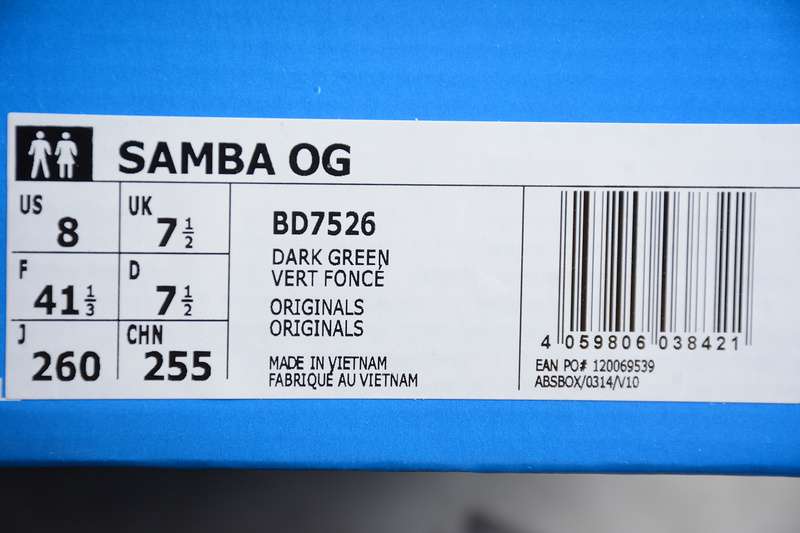 SAMBA OG
US 8
UK 7 1/2
F 41 1/3
D 7 1/2
J 260
CHN 255
BD7526
DARK GREEN
VERT FONCÉ
ORIGINALS
ORIGINALS
MADE IN VIETNAM
FABRIQUÉ AU VIETNAM
4 059806 038421
EAN PO# 120069539
ABSBOX/0314/V10